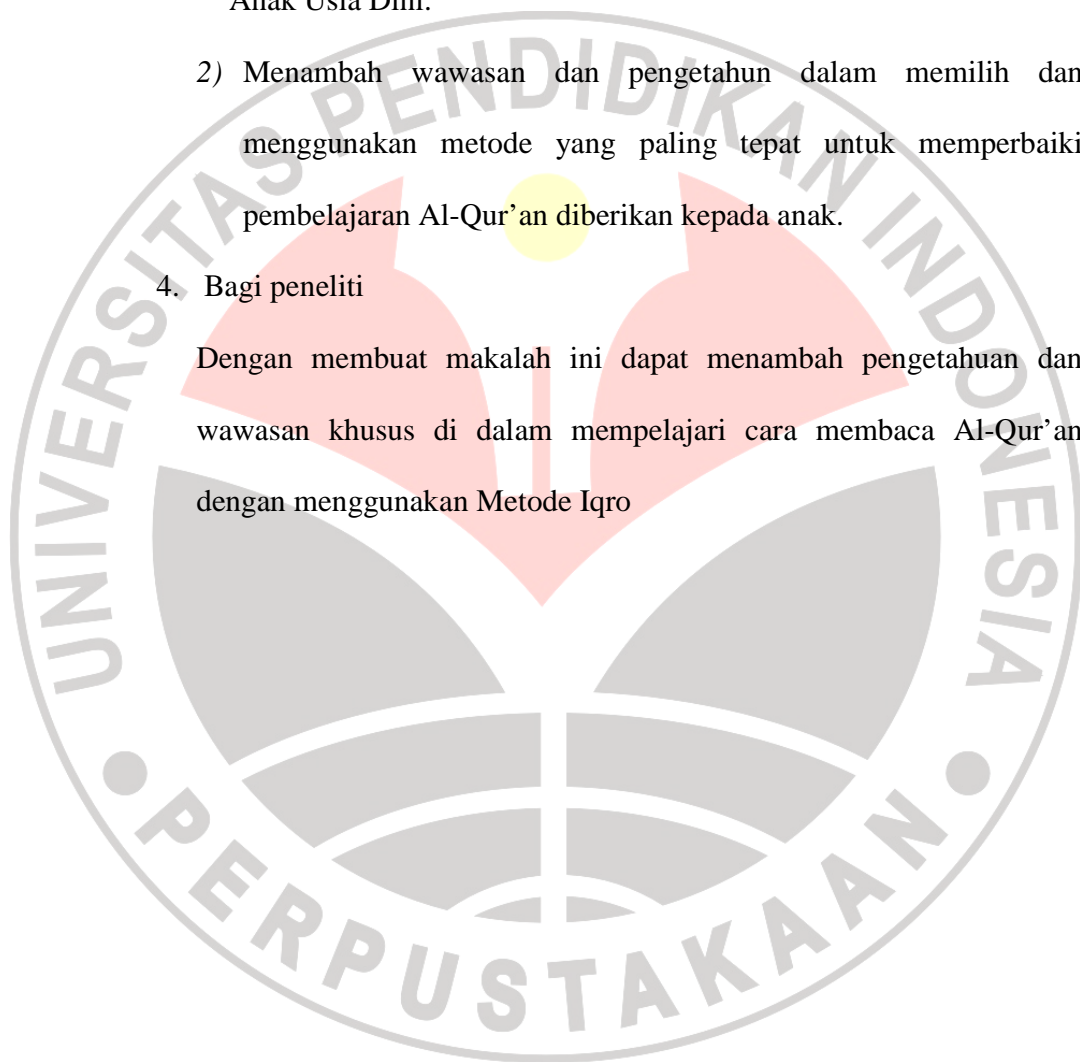 Anak Usia Dini.
2) Menambah wawasan dan pengetahun dalam memilih dan
menggunakan metode yang paling tepat untuk memperbaiki
pembelajaran Al-Qur’an diberikan kepada anak.
4. Bagi peneliti
Dengan membuat makalah ini dapat menambah pengetahuan dan
wawasan khusus di dalam mempelajari cara membaca Al-Qur’an
dengan menggunakan Metode Iqro
UNIVERSITAS PENDIDIKAN INDONESIA
PERPUSTAKAAN